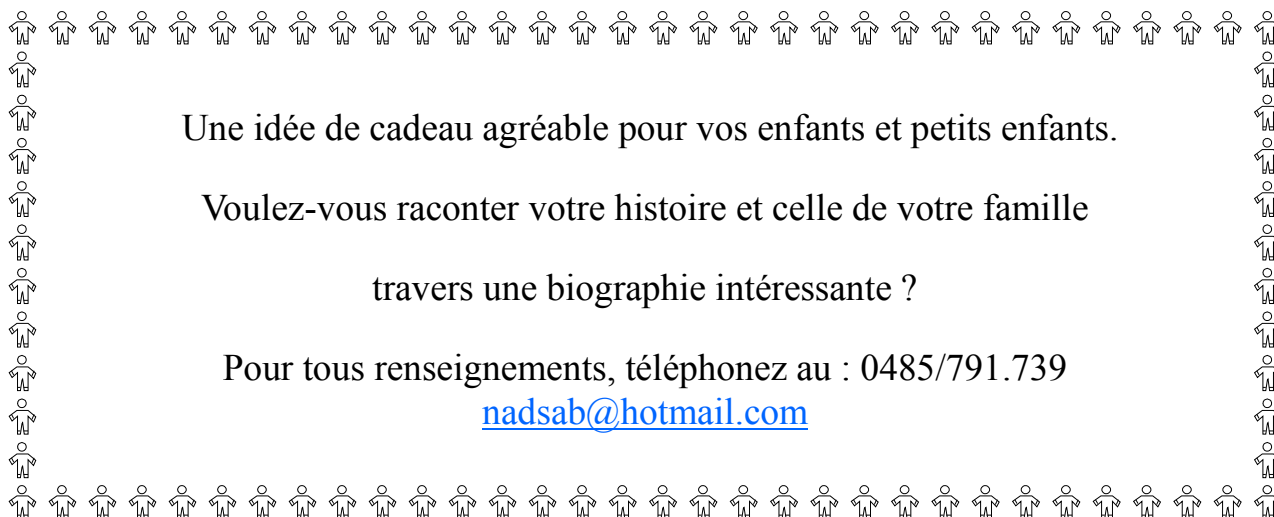 Une idée de cadeau agréable pour vos enfants et petits enfants.
Voulez-vous raconter votre histoire et celle de votre famille
travers une biographie intéressante ?
Pour tous renseignements, téléphonez au : 0485/791.739
nadsab@hotmail.com